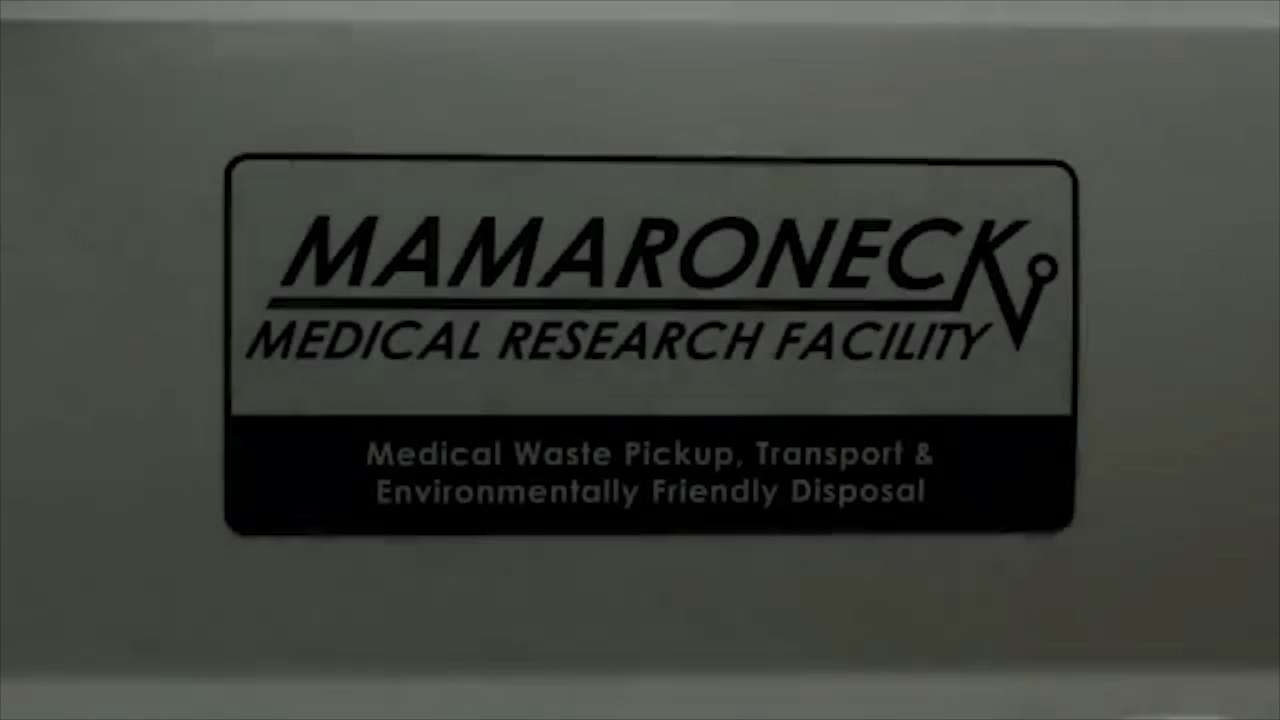 MAMARONECK
MEDICAL RESEARCH FACILITY
Medical Waste Pickup, Transport &
Environmentally Friendly Disposal